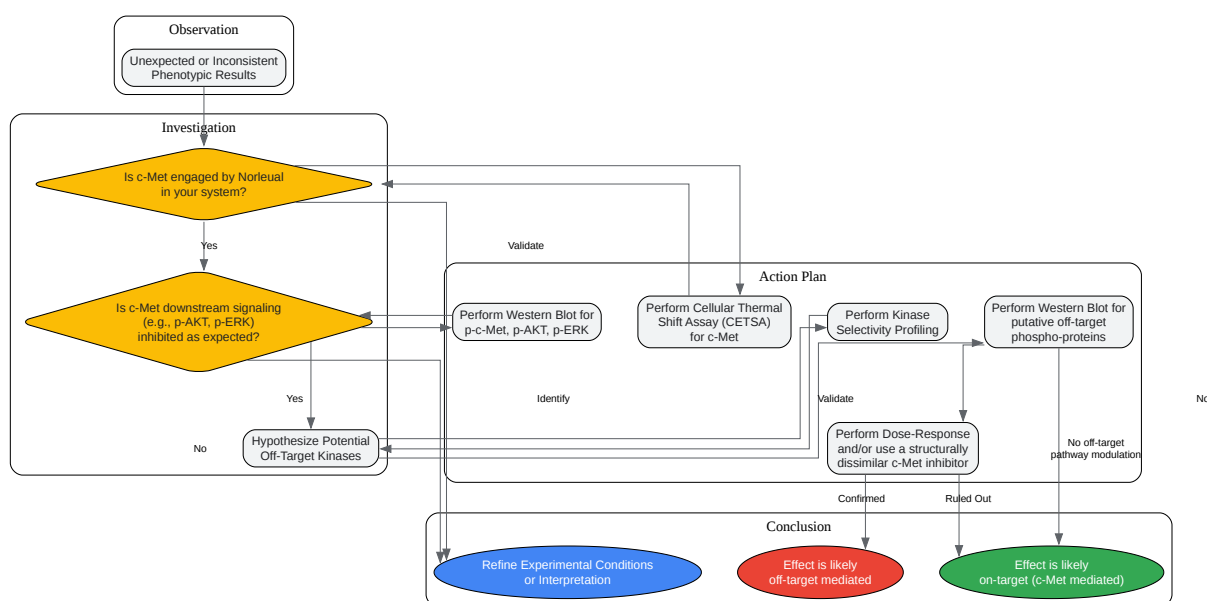 Observation
Unexpected or Inconsistent
Phenotypic Results
Investigation
Is c-Met engaged by Norleual
in your system?
Yes
Validate
Is c-Met downstream signaling
(e.g., p-AKT, p-ERK)
inhibited as expected?
Action Plan
Perform Western Blot for
p-c-Met, p-AKT, p-ERK
Perform Cellular Thermal
Shift Assay (CETSA)
for c-Met
Perform Kinase
Selectivity Profiling
Perform Western Blot for
putative off-target
phospho-proteins
Yes
Identify
Validate
No
No
Hypothesize Potential
Off-Target Kinases
Perform Dose-Response
and/or use a structurally
dissimilar c-Met inhibitor
No off-target
pathway modulation
Confirmed
Ruled Out
Conclusion
Refine Experimental Conditions
or Interpretation
Effect is likely
off-target mediated
Effect is likely
on-target (c-Met mediated)